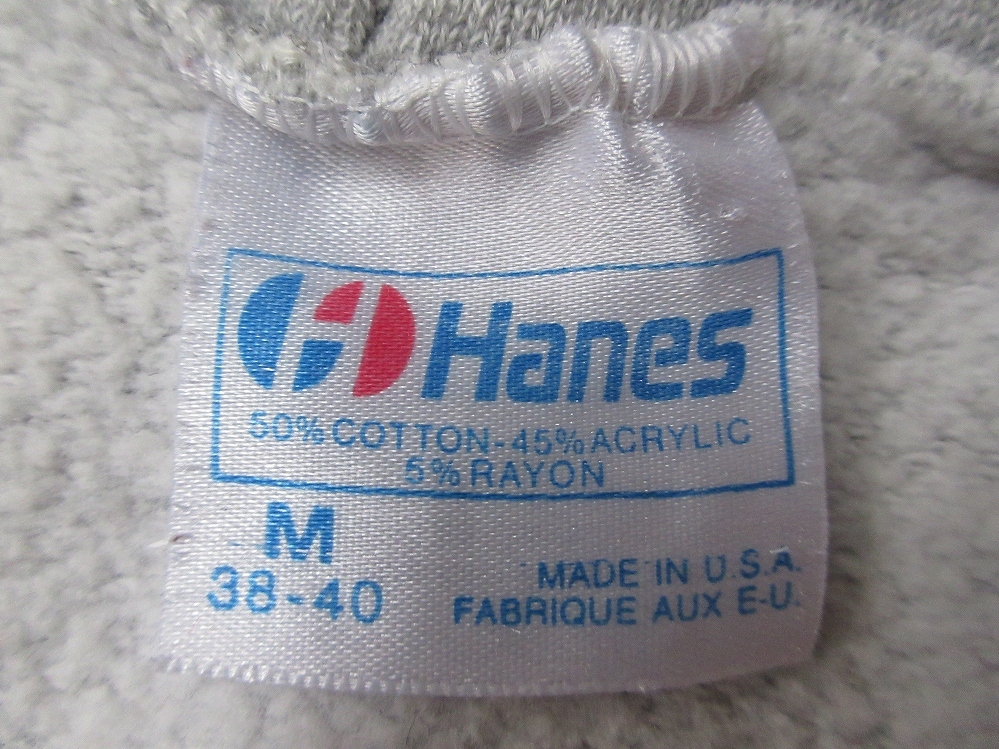 Hanes
50% COTTON-45% ACRYLIC
5% RAYON
M
38-40
MADE IN U.S.A.
FABRIQUE AUX E-U.